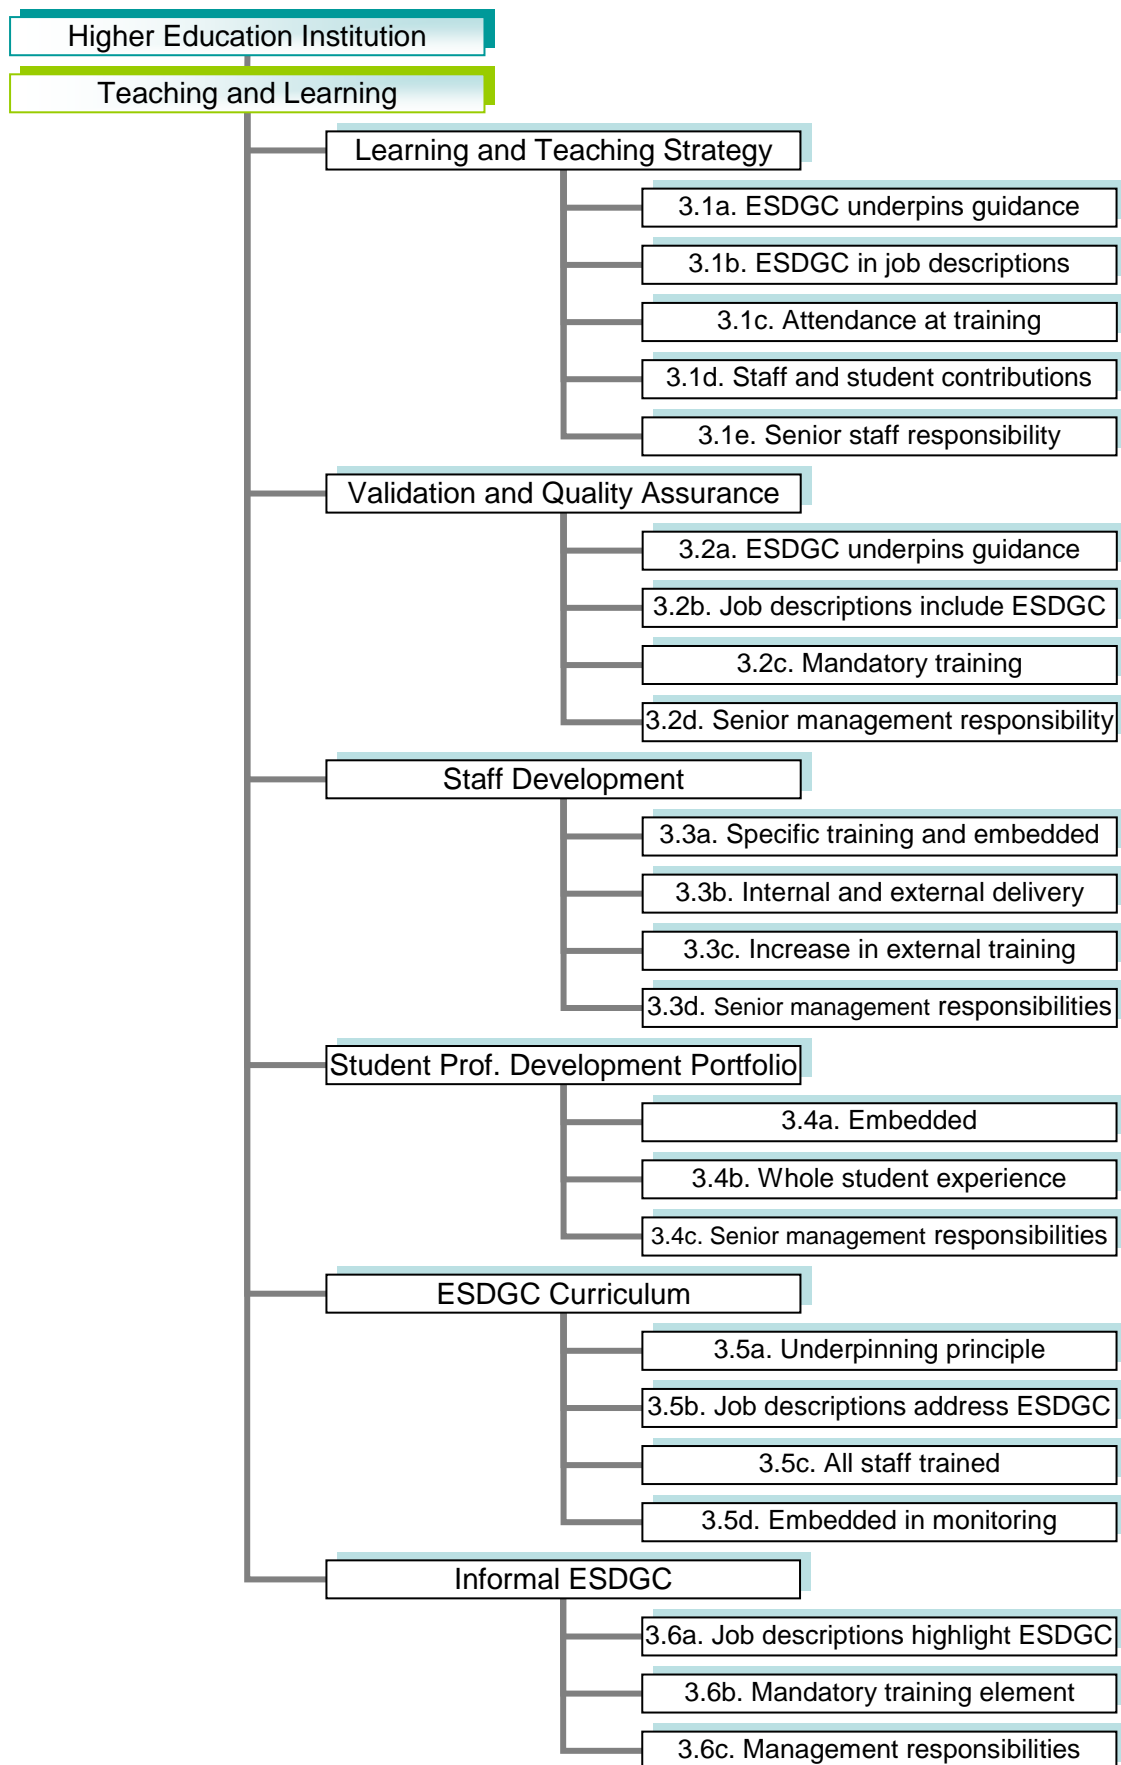 Higher Education Institution
Teaching and Learning
Learning and Teaching Strategy
3.1a. ESDGC underpins guidance
3.1b. ESDGC in job descriptions
3.1c. Attendance at training
3.1d. Staff and student contributions
3.1e. Senior staff responsibility
Validation and Quality Assurance
3.2a. ESDGC underpins guidance
3.2b. Job descriptions include ESDGC
3.2c. Mandatory training
3.2d. Senior management responsibility
Staff Development
3.3a. Specific training and embedded
3.3b. Internal and external delivery
3.3c. Increase in external training
3.3d. Senior management responsibilities
Student Prof. Development Portfolio
3.4a. Embedded
3.4b. Whole student experience
3.4c. Senior management responsibilities
ESDGC Curriculum
3.5a. Underpinning principle
3.5b. Job descriptions address ESDGC
3.5c. All staff trained
3.5d. Embedded in monitoring
Informal ESDGC
3.6a. Job descriptions highlight ESDGC
3.6b. Mandatory training element
3.6c. Management responsibilities